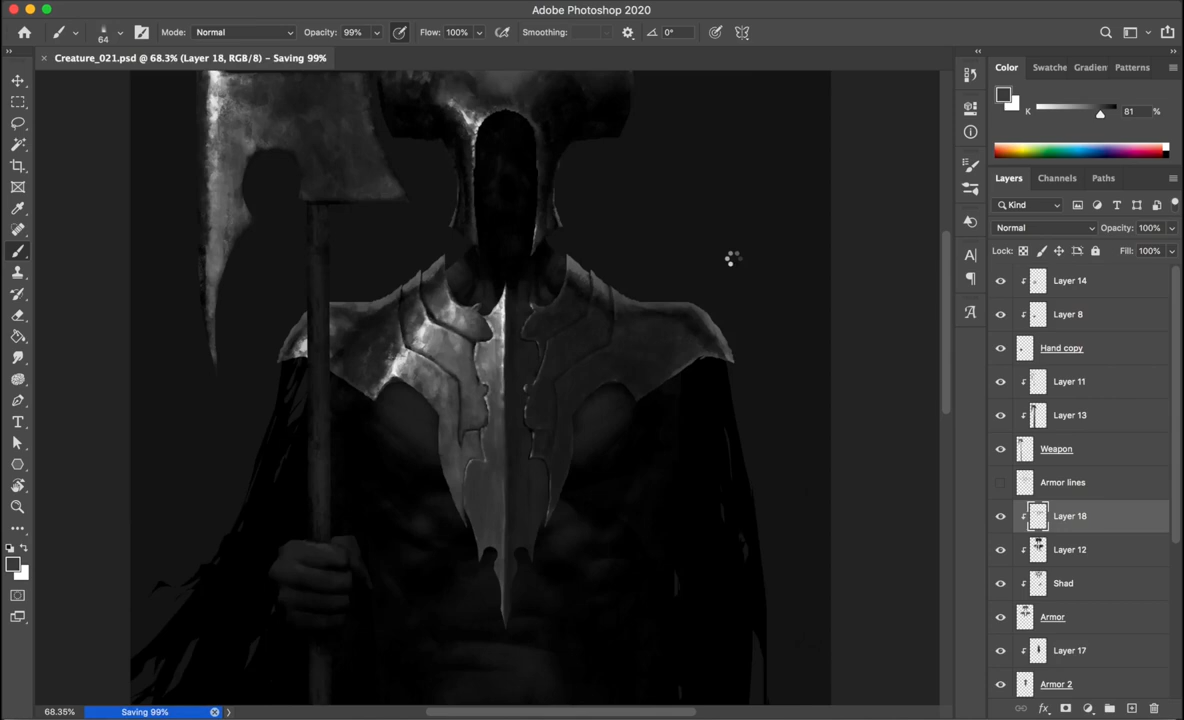 Adobe Photoshop 2020
64
Mode: Normal Opacity: 99% Flow: 100% Smoothing: 0°
× Creature_021.psd @ 68.3% (Layer 18, RGB/8) – Saving 99%
Color Swatche Gradien Patterns
K 81 %
Layers Channels Paths
Kind
Normal Opacity: 100%
Lock: Fill: 100%
Layer 14
Layer 8
Hand copy
Layer 11
Layer 13
Weapon
Armor lines
Layer 18
Layer 12
Shad
Armor
Layer 17
Armor 2
68.35% Saving 99%